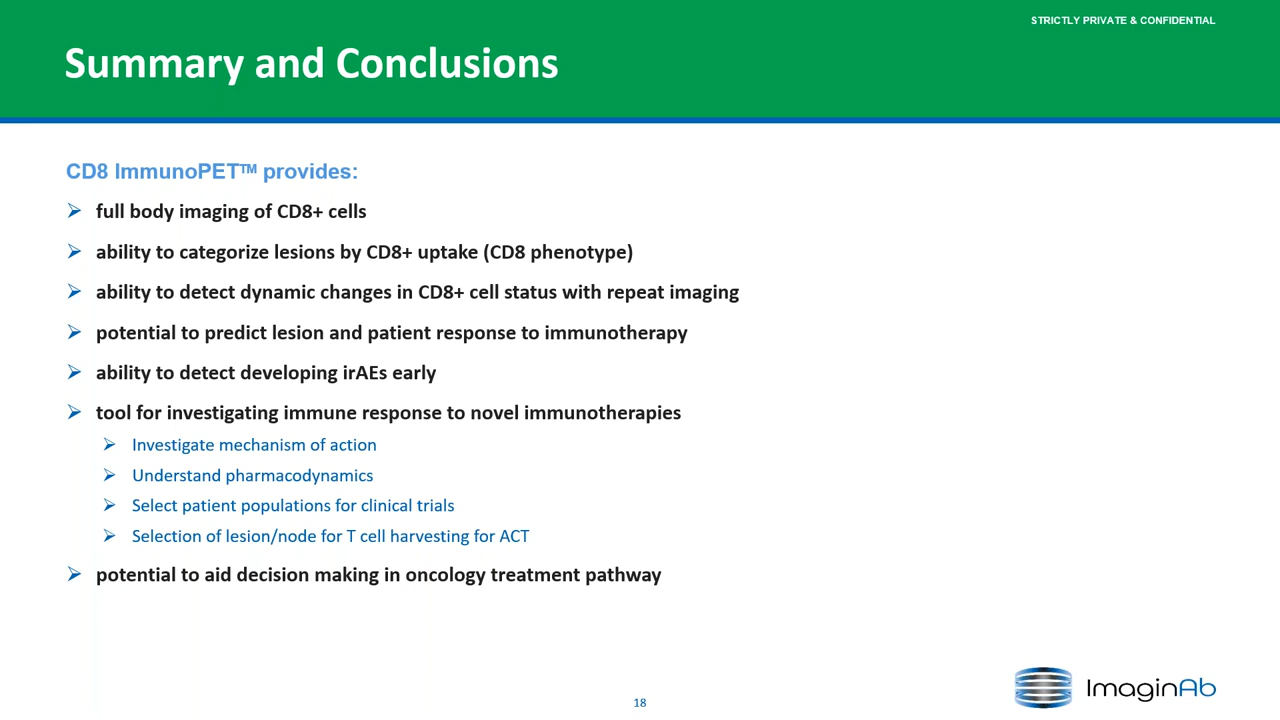 STRICTLY PRIVATE & CONFIDENTIAL
Summary and Conclusions
CD8 ImmunoPET™ provides:
full body imaging of CD8+ cells
ability to categorize lesions by CD8+ uptake (CD8 phenotype)
ability to detect dynamic changes in CD8+ cell status with repeat imaging
potential to predict lesion and patient response to immunotherapy
ability to detect developing irAEs early
tool for investigating immune response to novel immunotherapies
Investigate mechanism of action
Understand pharmacodynamics
Select patient populations for clinical trials
Selection of lesion/node for T cell harvesting for ACT
potential to aid decision making in oncology treatment pathway
18
ImaginAb